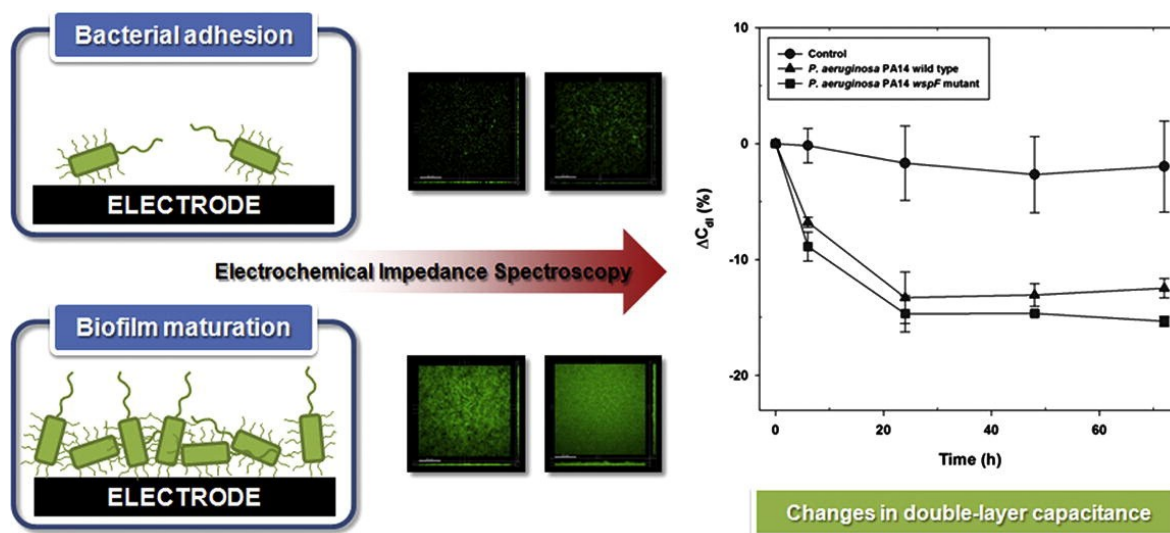 Bacterial adhesion
ELECTRODE
Electrochemical Impedance Spectroscopy
Biofilm maturation
ELECTRODE
Control
P. aeruginosa PA14 wild type
P. aeruginosa PA14 wspF mutant
10
0
-10
-20
ΔCdl (%)
0
20
40
60
Time (h)
Changes in double-layer capacitance